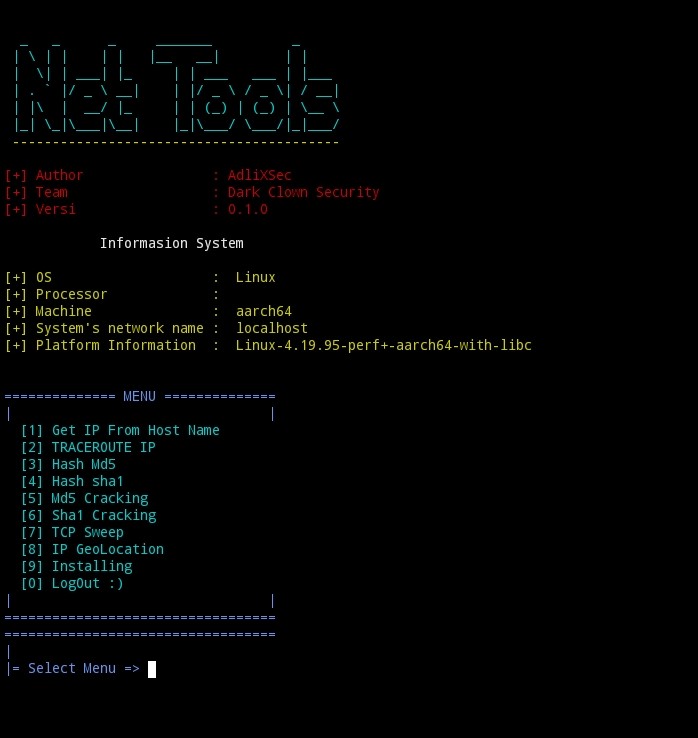 Net Tools
----------------------------------------
[+] Author : AdliXSec
[+] Team : Dark Clown Security
[+] Versi : 0.1.0
Informasion System
[+] OS : Linux
[+] Processor :
[+] Machine : aarch64
[+] System's network name : localhost
[+] Platform Information : Linux-4.19.95-perf+-aarch64-with-libc
============== MENU ==============
| |
[1] Get IP From Host Name
[2] TRACEROUTE IP
[3] Hash Md5
[4] Hash sha1
[5] Md5 Cracking
[6] Sha1 Cracking
[7] TCP Sweep
[8] IP GeoLocation
[9] Installing
[0] LogOut :)
| |
==================================
==================================
|
|= Select Menu =>